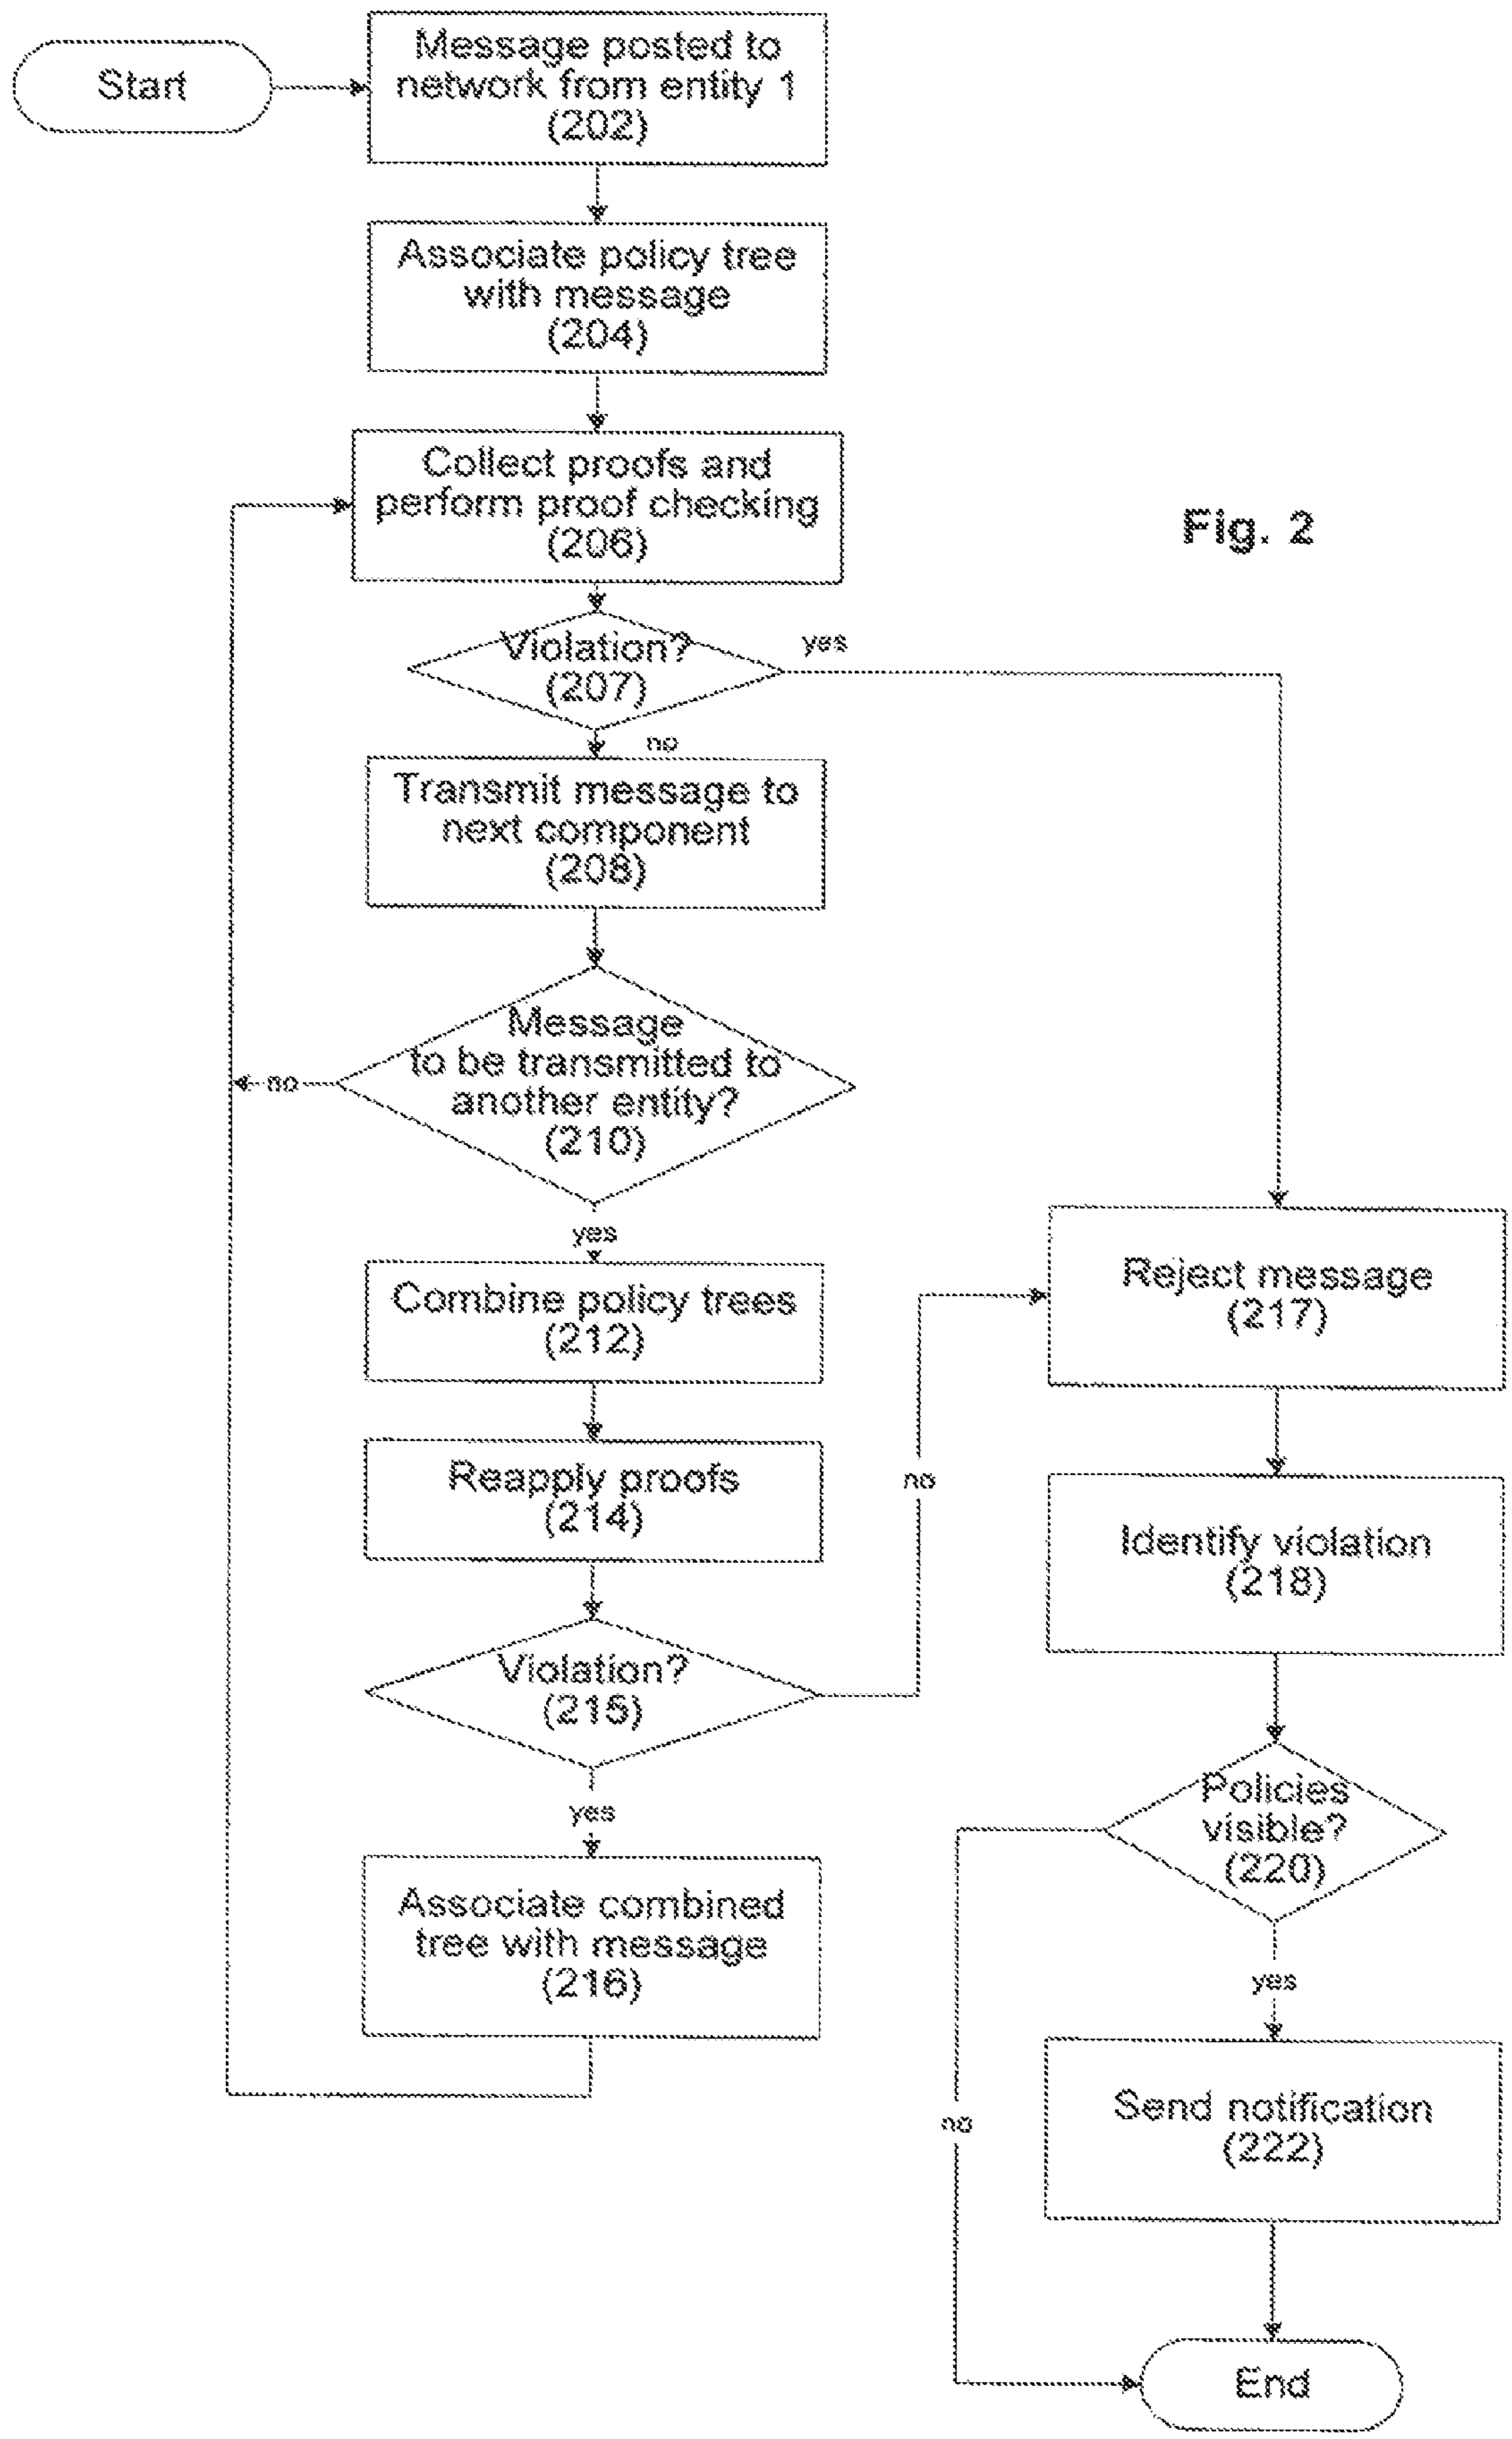 Start
Message posted to
network from entity 1
(202)
Associate policy tree
with message
(204)
Collect proofs and
perform proof checking
(206)
Fig. 2
Violation?
(207)
yes
no
Transmit message to
next component
(208)
Message
to be transmitted to
another entity?
(210)
no
yes
Combine policy trees
(212)
Reapply proofs
(214)
Violation?
(215)
no
yes
Associate combined
tree with message
(216)
Reject message
(217)
Identify violation
(218)
Policies
visible?
(220)
yes
no
Send notification
(222)
End